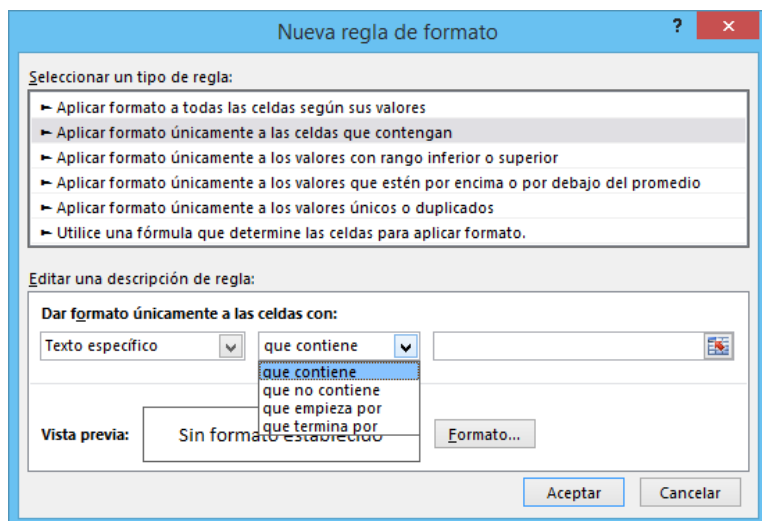 Nueva regla de formato
?
Seleccionar un tipo de regla:
► Aplicar formato a todas las celdas según sus valores
► Aplicar formato únicamente a las celdas que contengan
► Aplicar formato únicamente a los valores con rango inferior o superior
► Aplicar formato únicamente a los valores que estén por encima o por debajo del promedio
► Aplicar formato únicamente a los valores únicos o duplicados
► Utilice una fórmula que determine las celdas para aplicar formato.
Editar una descripción de regla:
Dar formato únicamente a las celdas con:
Texto específico que contiene
que contiene
que no contiene
que empieza por
que termina por
Vista previa: Sin formato establecido Formato...
Aceptar Cancelar